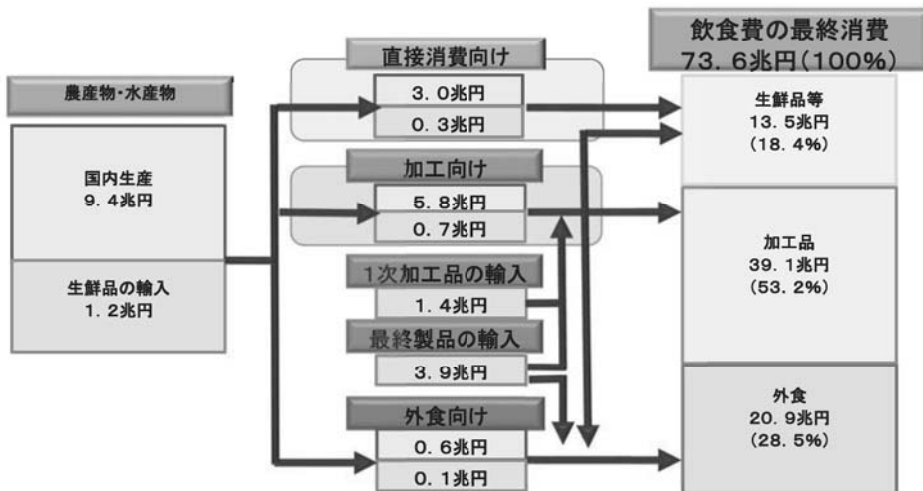 農産物・水産物
国内生産
9.4兆円
生鮮品の輸入
1.2兆円
直接消費向け
3.0兆円
0.3兆円
加工向け
5.8兆円
0.7兆円
1次加工品の輸入
1.4兆円
最終製品の輸入
3.9兆円
外食向け
0.6兆円
0.1兆円
飲食費の最終消費
73.6兆円(100%)
生鮮品等
13.5兆円
(18.4%)
加工品
39.1兆円
(53.2%)
外食
20.9兆円
(28.5%)